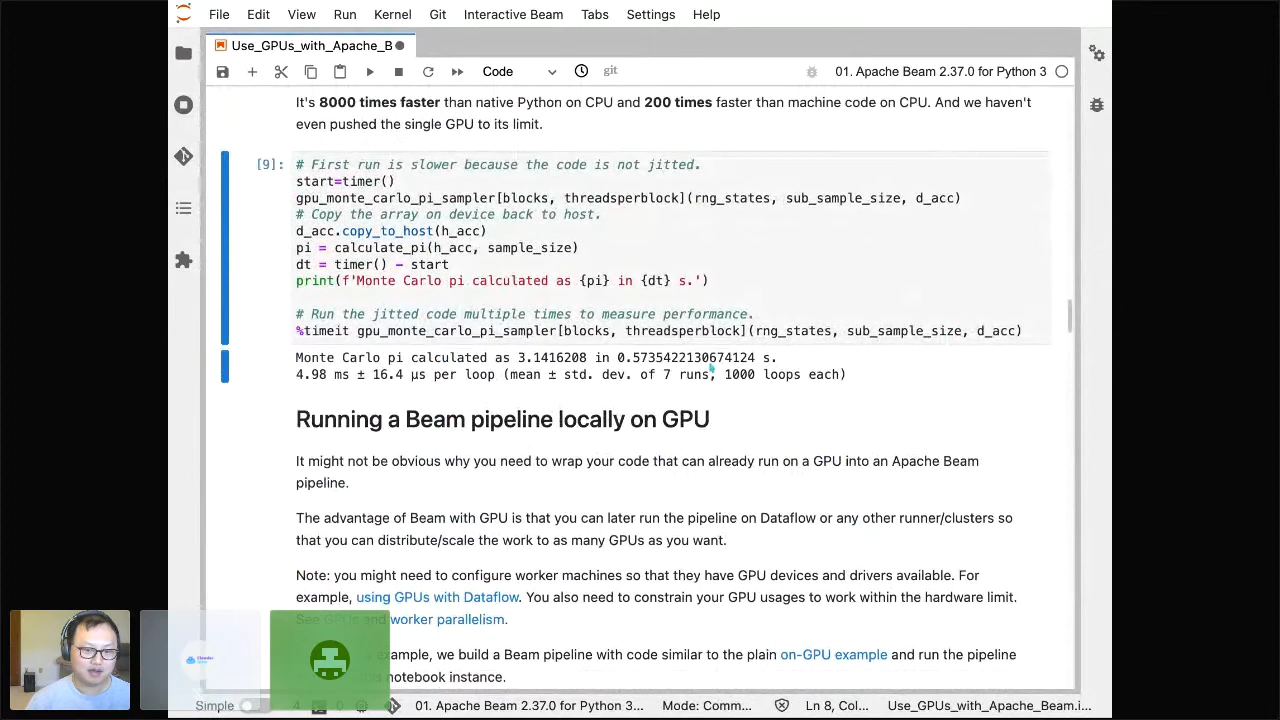 File Edit View Run Kernel Git Interactive Beam Tabs Settings Help
Use_GPUs_with_Apache_B
Code git 01. Apache Beam 2.37.0 for Python 3
It's 8000 times faster than native Python on CPU and 200 times faster than machine code on CPU. And we haven't
even pushed the single GPU to its limit.
[9]: # First run is slower because the code is not jitted.
start=timer()
gpu_monte_carlo_pi_sampler[blocks, threadsperblock](rng_states, sub_sample_size, d_acc)
# Copy the array on device back to host.
d_acc.copy_to_host(h_acc)
pi = calculate_pi(h_acc, sample_size)
dt = timer() - start
print(f'Monte Carlo pi calculated as {pi} in {dt} s.')
# Run the jitted code multiple times to measure performance.
%timeit gpu_monte_carlo_pi_sampler[blocks, threadsperblock](rng_states, sub_sample_size, d_acc)
Monte Carlo pi calculated as 3.1416208 in 0.5735422130674124 s.
4.98 ms ± 16.4 µs per loop (mean ± std. dev. of 7 runs, 1000 loops each)
Running a Beam pipeline locally on GPU
It might not be obvious why you need to wrap your code that can already run on a GPU into an Apache Beam
pipeline.
The advantage of Beam with GPU is that you can later run the pipeline on Dataflow or any other runner/clusters so
that you can distribute/scale the work to as many GPUs as you want.
Note: you might need to configure worker machines so that they have GPU devices and drivers available. For
example, using GPUs with Dataflow. You also need to constrain your GPU usages to work within the hardware limit.
See GPUs and worker parallelism.
example, we build a Beam pipeline with code similar to the plain on-GPU example and run the pipeline
notebook instance.
Simple 4 0 01. Apache Beam 2.37.0 for Python 3... Mode: Comm... Ln 8, Col... Use_GPUs_with_Apache_Beam.i...